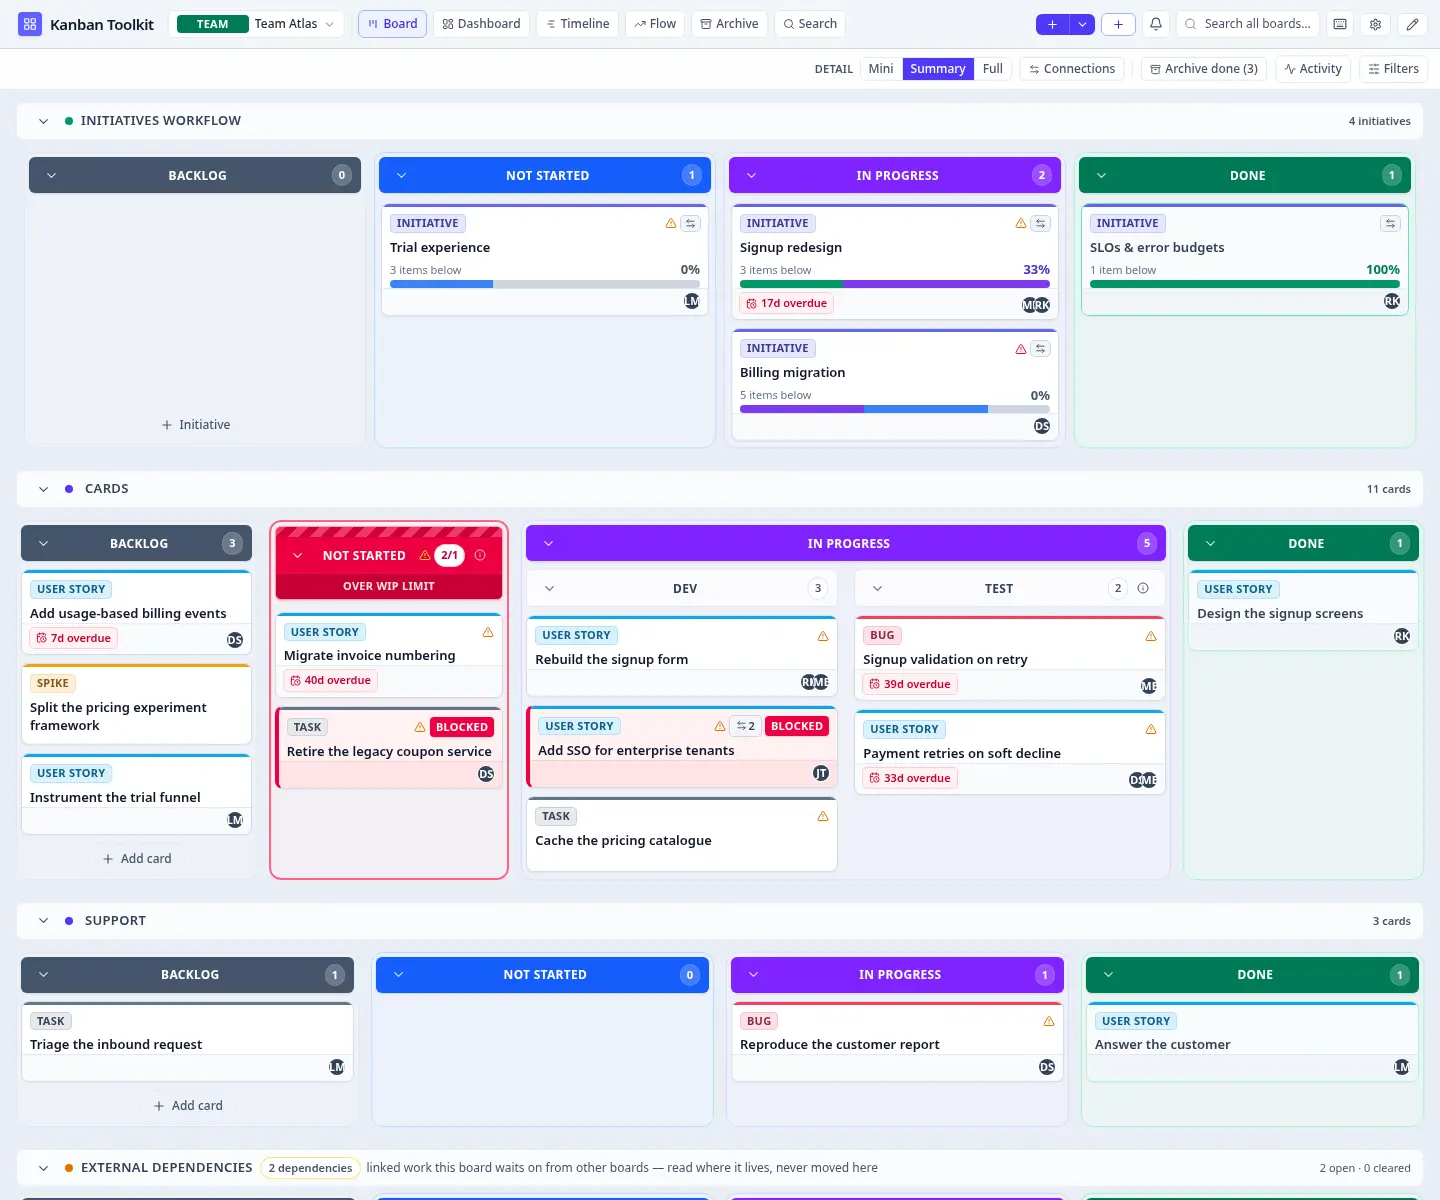 Kanban Toolkit
TEAM
Team Atlas
Board
Dashboard
Timeline
Flow
Archive
Search
Search all boards...
DETAIL
Mini
Summary
Full
Connections
Archive done (3)
Activity
Filters
INITIATIVES WORKFLOW
4 initiatives
BACKLOG
0
Initiative
NOT STARTED
1
INITIATIVE
Trial experience
3 items below
0%
LM
IN PROGRESS
2
INITIATIVE
Signup redesign
3 items below
33%
17d overdue
RK
INITIATIVE
Billing migration
5 items below
0%
DS
DONE
1
INITIATIVE
SLOs & error budgets
1 item below
100%
RK
CARDS
11 cards
BACKLOG
3
USER STORY
Add usage-based billing events
7d overdue
DS
SPIKE
Split the pricing experiment
framework
USER STORY
Instrument the trial funnel
LM
Add card
NOT STARTED
2/1
OVER WIP LIMIT
USER STORY
Migrate invoice numbering
40d overdue
TASK
BLOCKED
Retire the legacy coupon service
DS
IN PROGRESS
5
DEV
3
USER STORY
Rebuild the signup form
USER STORY
2
BLOCKED
Add SSO for enterprise tenants
JT
TASK
Cache the pricing catalogue
TEST
2
BUG
Signup validation on retry
39d overdue
USER STORY
Payment retries on soft decline
33d overdue
DONE
1
USER STORY
Design the signup screens
RK
SUPPORT
3 cards
BACKLOG
1
TASK
Triage the inbound request
LM
Add card
NOT STARTED
0
IN PROGRESS
1
BUG
Reproduce the customer report
DS
DONE
1
USER STORY
Answer the customer
LM
EXTERNAL DEPENDENCIES
2 dependencies
linked work this board waits on from other boards — read where it lives, never moved here
2 open · 0 cleared